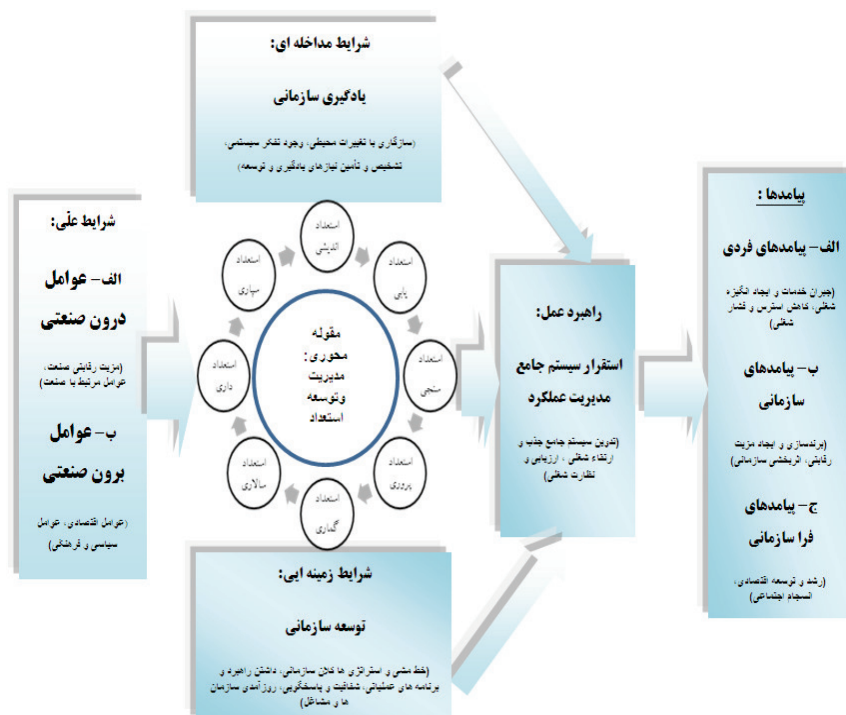 شرایط مداخله ای:
یادگیری سازمانی
(سازگاری با تغییرات محیطی، وجود تفکر سیستمی،
تشخیص و تأمین نیازهای یادگیری و توسعه)
شرایط علّی:
الف- عوامل
درون صنعتی
(مزیت رقابتی صنعت،
عوامل مرتبط با صنعت)
ب- عوامل
برون صنعتی
(عوامل اقتصادی، عوامل
سیاسی و فرهنگی)
استعداد
اندیشی
استعداد
یابی
استعداد
سنجی
استعداد
پروری
استعداد
گماری
استعداد
سالاری
استعداد
داری
استعداد
سپاری
مقوله
محوری:
مدیریت
وتوسعه
استعداد
شرایط زمینه ایی:
توسعه سازمانی
(خط مشی و استراتژی ها کلان سازمانی، داشتن راهبرد و
برنامه های عملیاتی، شفافیت و پاسخگویی، روزآمدی سازمان
ها و مشاغل)
راهبرد عمل:
استقرار سیستم جامع
مدیریت عملکرد
(تدوین سیستم جامع جذب و
ارتقاء شغلی ، ارزیابی و
نظارت شغلی)
پیامدها :
الف- پیامدهای فردی
(جبران خدمات و ایجاد انگیزه
شغلی، کاهش استرس و فشار
شغلی)
ب- پیامدهای
سازمانی
(برندسازی و ایجاد مزیت
رقابتی، اثربخشی سازمانی)
ج- پیامدهای
فرا سازمانی
(رشد و توسعه اقتصادی،
انسجام اجتماعی)